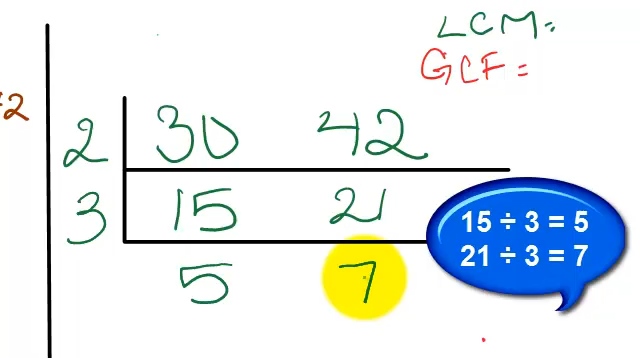 LCM=
GCF=
2 30 42
3 15 21
5 7
15 ÷ 3 = 5
21 ÷ 3 = 7